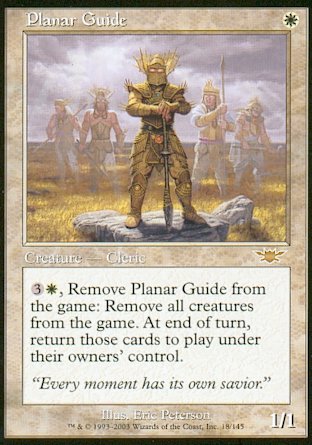 Planar Guide
Creature — Cleric
3, Remove Planar Guide from
the game: Remove all creatures
from the game. At end of turn,
return those cards to play under
their owners' control.
"Every moment has its own savior."
Illus. Eric Peterson
1/1
™ & © 1993-2003 Wizards of the Coast, Inc. 18/145